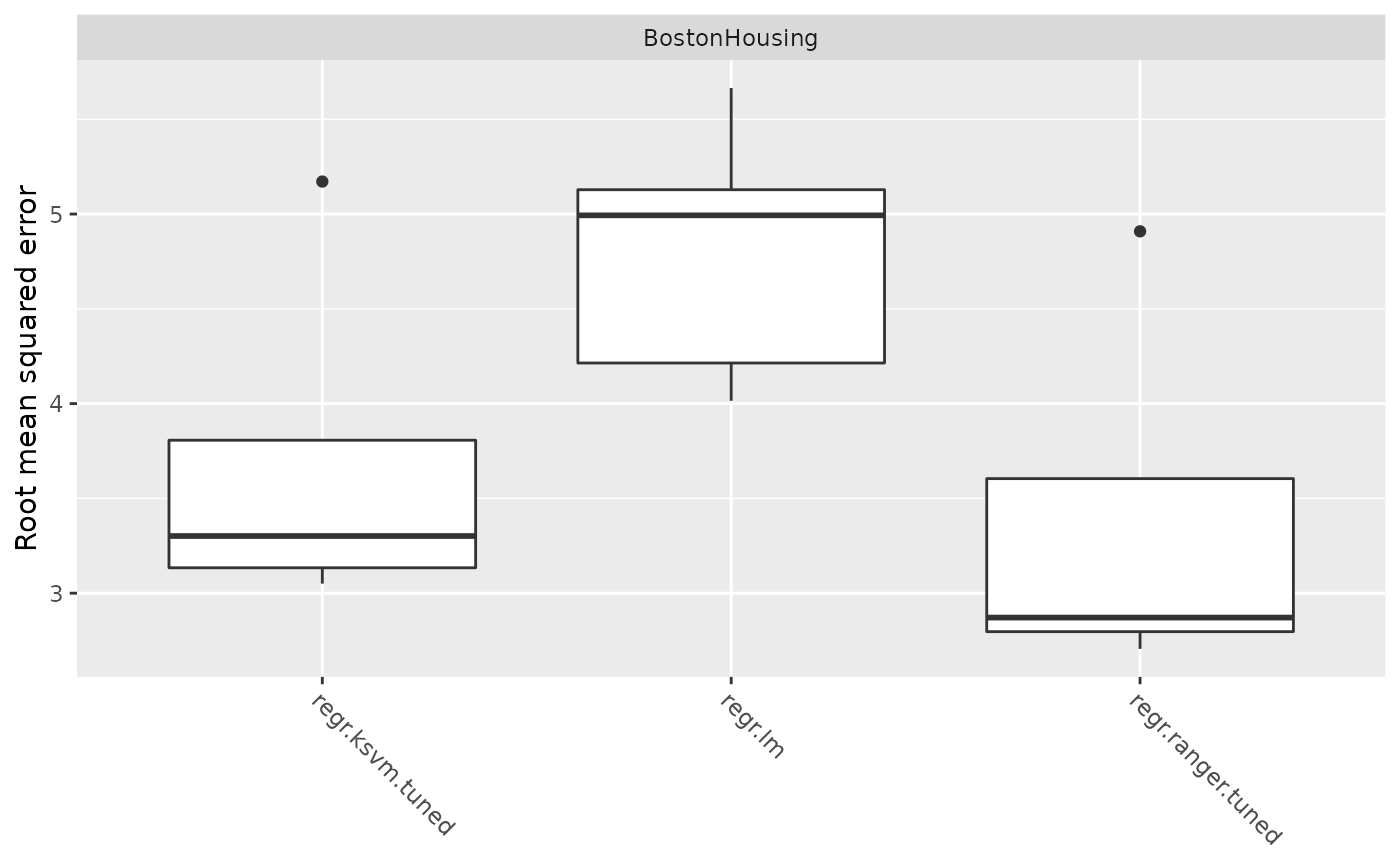 BostonHousing
Root mean squared error
5
4
3
regr.ksvm.tuned
regr.lm
regr.ranger.tuned